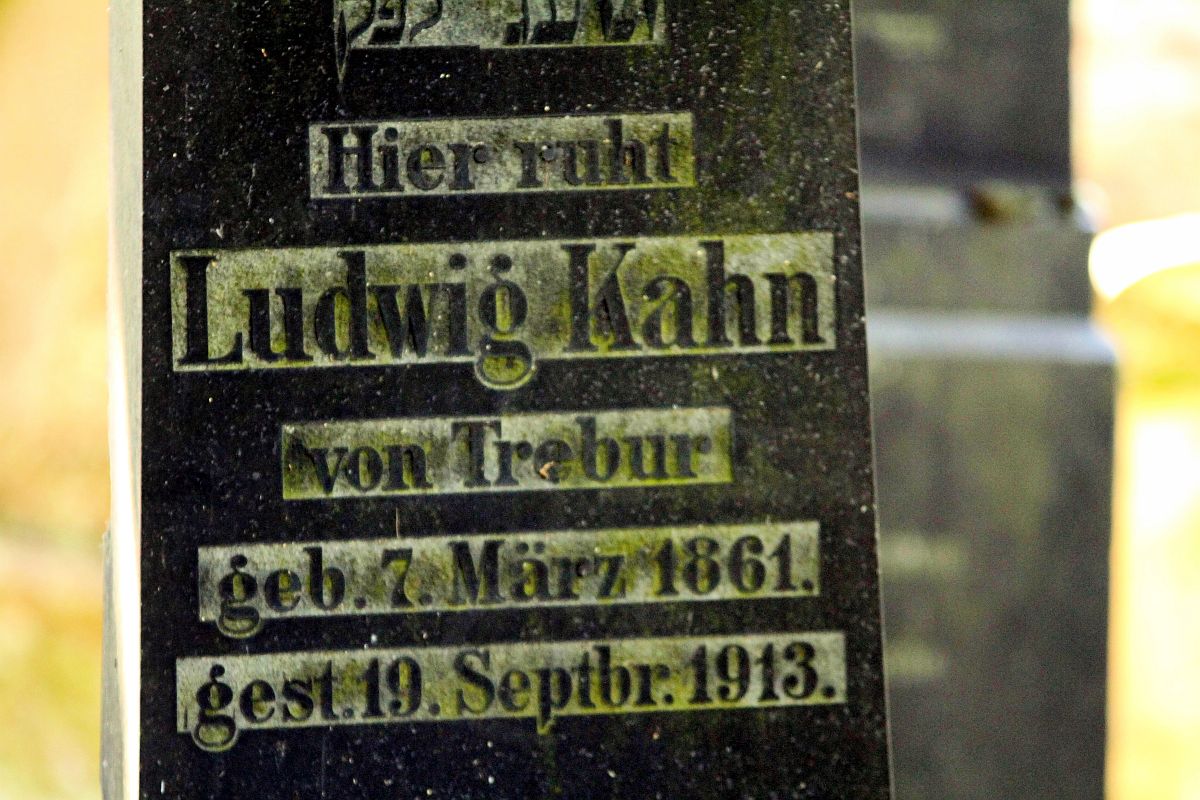 Hier ruht
Ludwig Kahn
von Trebur
geb. 7. März 1861.
gest. 19. Septbr. 1913.